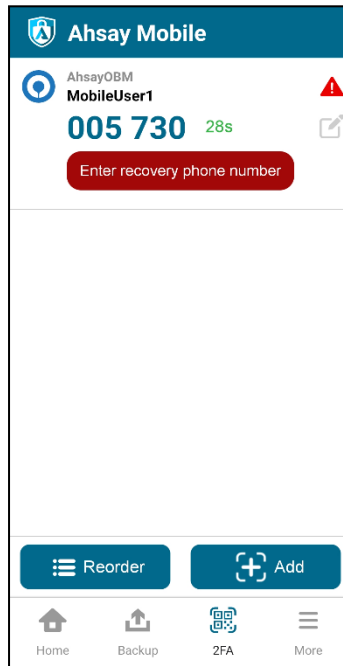 Ahsay Mobile
AhsayOBM
MobileUser1
005 730 28s
Enter recovery phone number
Reorder Add
Home Backup 2FA More